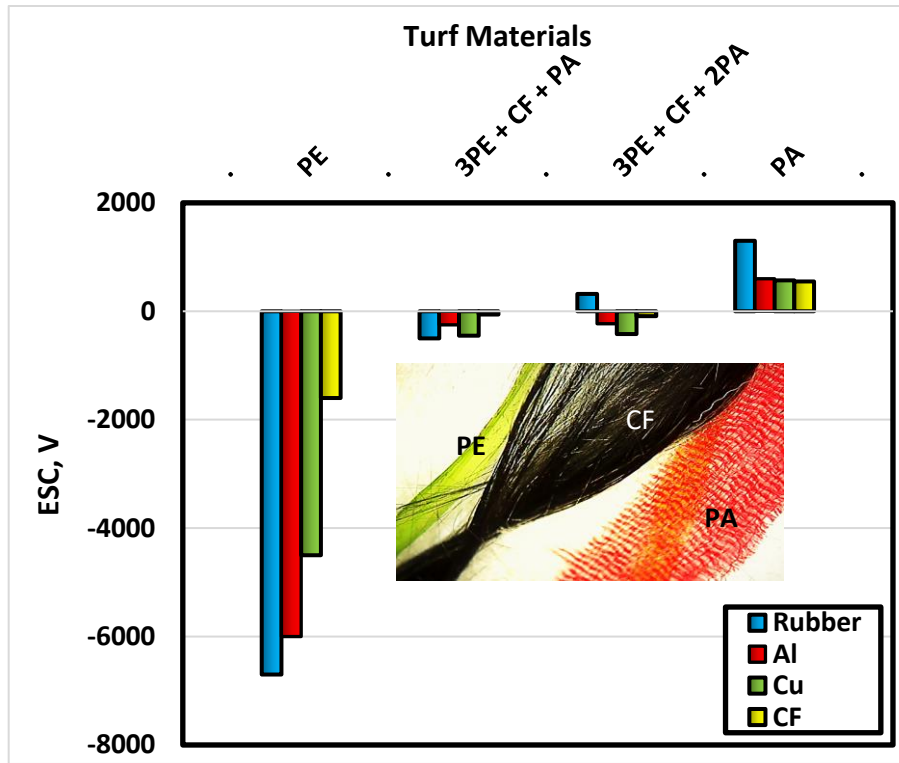 Turf Materials
PE
3PE + CF + PA
3PE + CF + 2PA
PA
2000
0
-2000
-4000
-6000
-8000
ESC, V
PE
CF
PA
Rubber
Al
Cu
CF